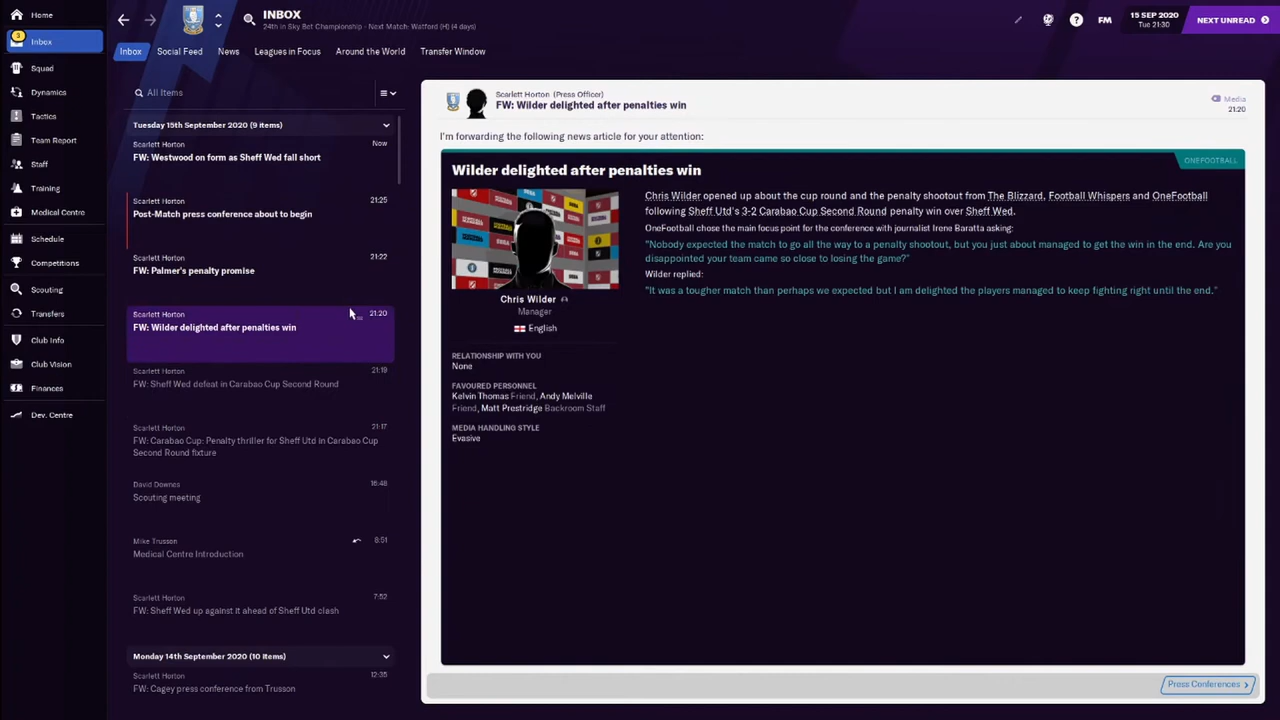 Home
3
Inbox
Squad
Dynamics
Tactics
Team Report
Staff
Training
Medical Centre
Schedule
Competitions
Scouting
Transfers
Club Info
Club Vision
Finances
Dev. Centre
INBOX
24th in Sky Bet Championship - Next Match: Watford (H) (4 days)
?
FM
15 SEP 2020
Tue 21:30
NEXT UNREAD
Inbox
Social Feed
News
Leagues in Focus
Around the World
Transfer Window
All Items
Tuesday 15th September 2020 (9 items)
Scarlett Horton
Now
FW: Westwood on form as Sheff Wed fall short
Scarlett Horton
21:25
Post-Match press conference about to begin
Scarlett Horton
21:22
FW: Palmer's penalty promise
Scarlett Horton
21:20
FW: Wilder delighted after penalties win
Scarlett Horton
21:19
FW: Sheff Wed defeat in Carabao Cup Second Round
Scarlett Horton
21:17
FW: Carabao Cup: Penalty thriller for Sheff Utd in Carabao Cup
Second Round fixture
David Downes
16:48
Scouting meeting
Mike Trusson
8:51
Medical Centre Introduction
Scarlett Horton
7:52
FW: Sheff Wed up against it ahead of Sheff Utd clash
Monday 14th September 2020 (10 items)
Scarlett Horton
12:35
FW: Cagey press conference from Trusson
Scarlett Horton (Press Officer)
FW: Wilder delighted after penalties win
Media
21:20
I'm forwarding the following news article for your attention:
ONEFOOTBALL
Wilder delighted after penalties win
Chris Wilder
Manager
English
RELATIONSHIP WITH YOU
None
FAVOURED PERSONNEL
Kelvin Thomas Friend, Andy Melville
Friend, Matt Prestridge Backroom Staff
MEDIA HANDLING STYLE
Evasive
Chris Wilder opened up about the cup round and the penalty shootout from The Blizzard, Football Whispers and OneFootball
following Sheff Utd's 3-2 Carabao Cup Second Round penalty win over Sheff Wed.
OneFootball chose the main focus point for the conference with journalist Irene Baratta asking:
"Nobody expected the match to go all the way to a penalty shootout, but you just about managed to get the win in the end. Are you
disappointed your team came so close to losing the game?"
Wilder replied:
"It was a tougher match than perhaps we expected but I am delighted the players managed to keep fighting right until the end."
Press Conferences